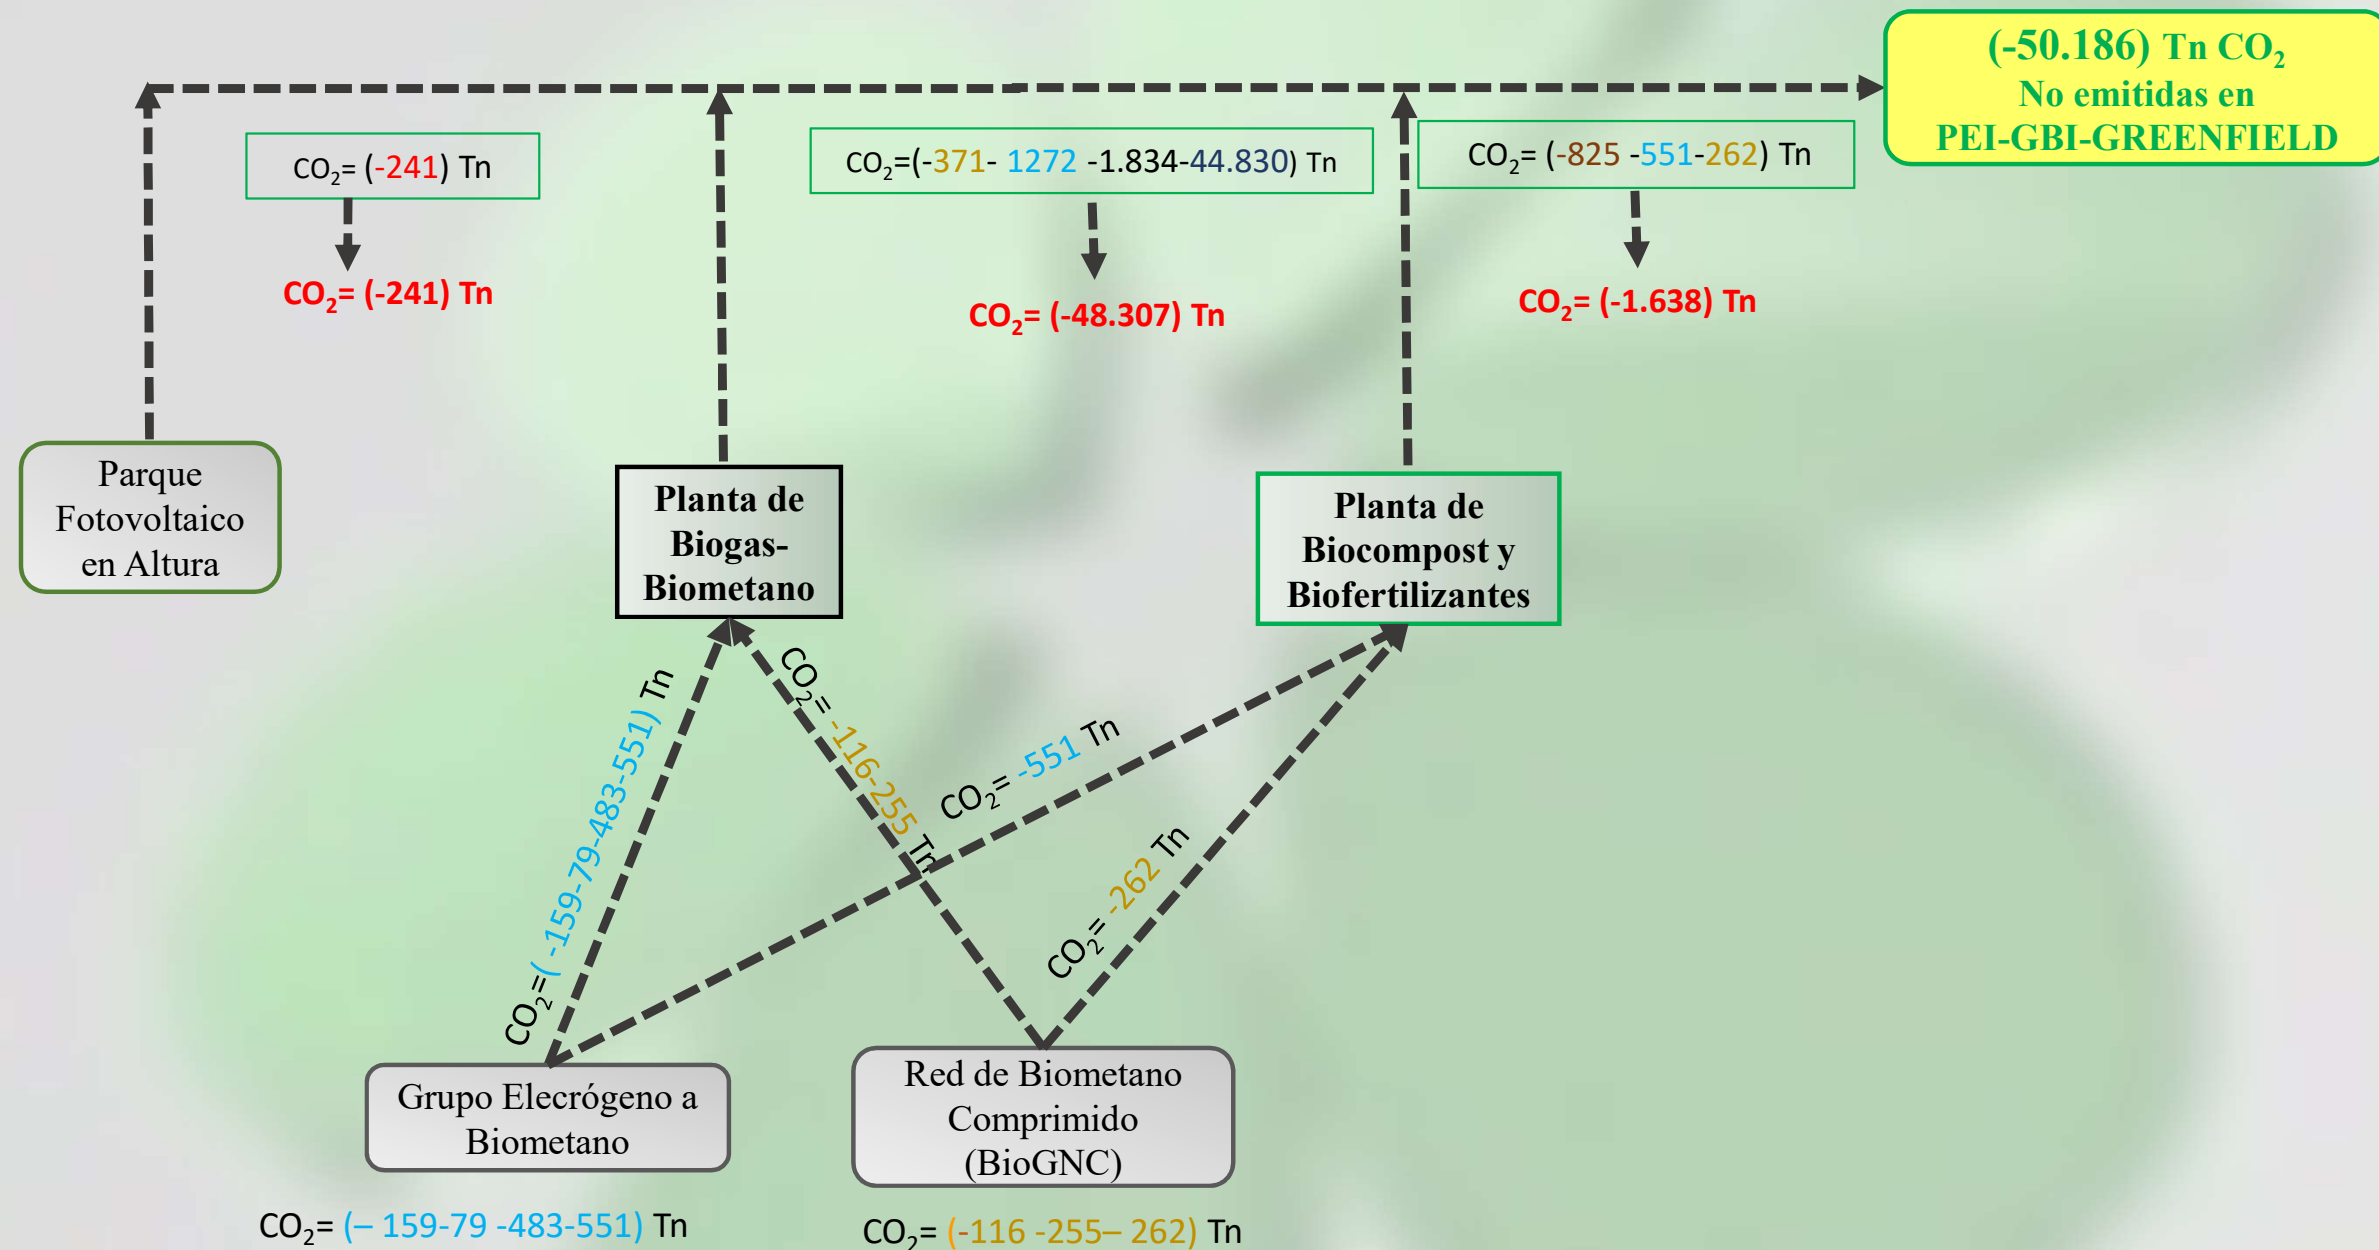 (-50.186) Tn CO₂
No emitidas en
PEI-GBI-GREENFIELD
CO₂= (-241) Tn
CO₂=(-371- 1272 -1.834-44.830) Tn
CO₂= (-825 -551-262) Tn
CO₂= (-241) Tn
CO₂= (-48.307) Tn
CO₂= (-1.638) Tn
Parque
Fotovoltaico
en Altura
Planta de
Biogas-
Biometano
Planta de
Biocompost y
Biofertilizantes
CO₂=( -159-79-483-551) Tn
CO₂= -116-255 Tn
CO₂= -551 Tn
CO₂= -262 Tn
Grupo Elecrógeno a
Biometano
Red de Biometano
Comprimido
(BioGNC)
CO₂= (– 159-79 -483-551) Tn
CO₂= (-116 -255– 262) Tn